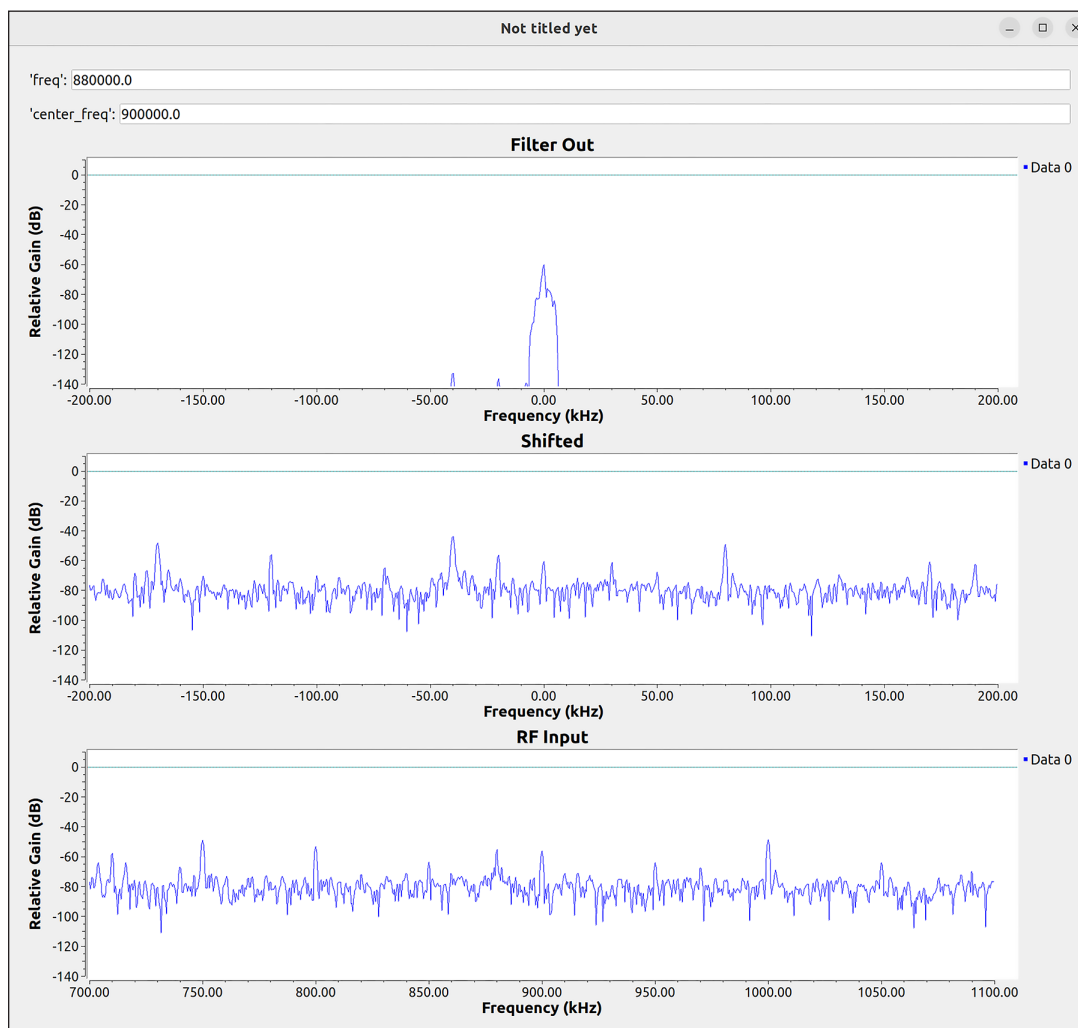 Not titled yet
'freq': 880000.0
'center_freq': 900000.0
Filter Out
Data 0
Relative Gain (dB)
0
-20
-40
-60
-80
-100
-120
-140
-200.00 -150.00 -100.00 -50.00 0.00 50.00 100.00 150.00 200.00
Frequency (kHz)
Shifted
Data 0
Relative Gain (dB)
0
-20
-40
-60
-80
-100
-120
-140
-200.00 -150.00 -100.00 -50.00 0.00 50.00 100.00 150.00 200.00
Frequency (kHz)
RF Input
Data 0
Relative Gain (dB)
0
-20
-40
-60
-80
-100
-120
-140
700.00 750.00 800.00 850.00 900.00 950.00 1000.00 1050.00 1100.00
Frequency (kHz)